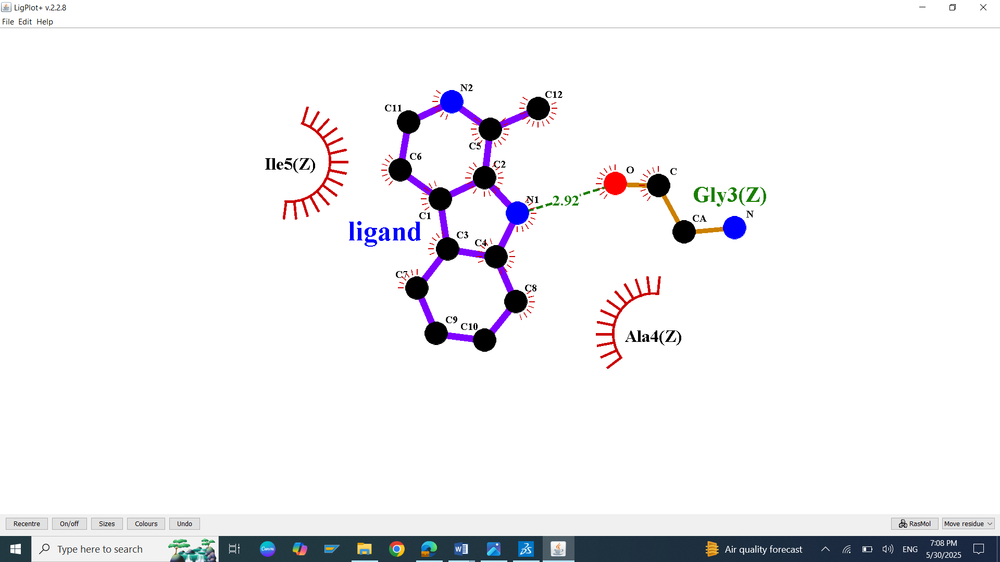 LigPlot+ v.2.2.8
File Edit Help
N2
C12
C11
C5
C6
C2
Ile5(Z)
O
C
Gly3(Z)
N1
2.92
C1
CA
N
ligand
C3
C4
C7
C8
C9
C10
Ala4(Z)
Recentre On/off Sizes Colours Undo RasMol Move residue
Type here to search Canva Air quality forecast ENG 7:08 PM
5/30/2025